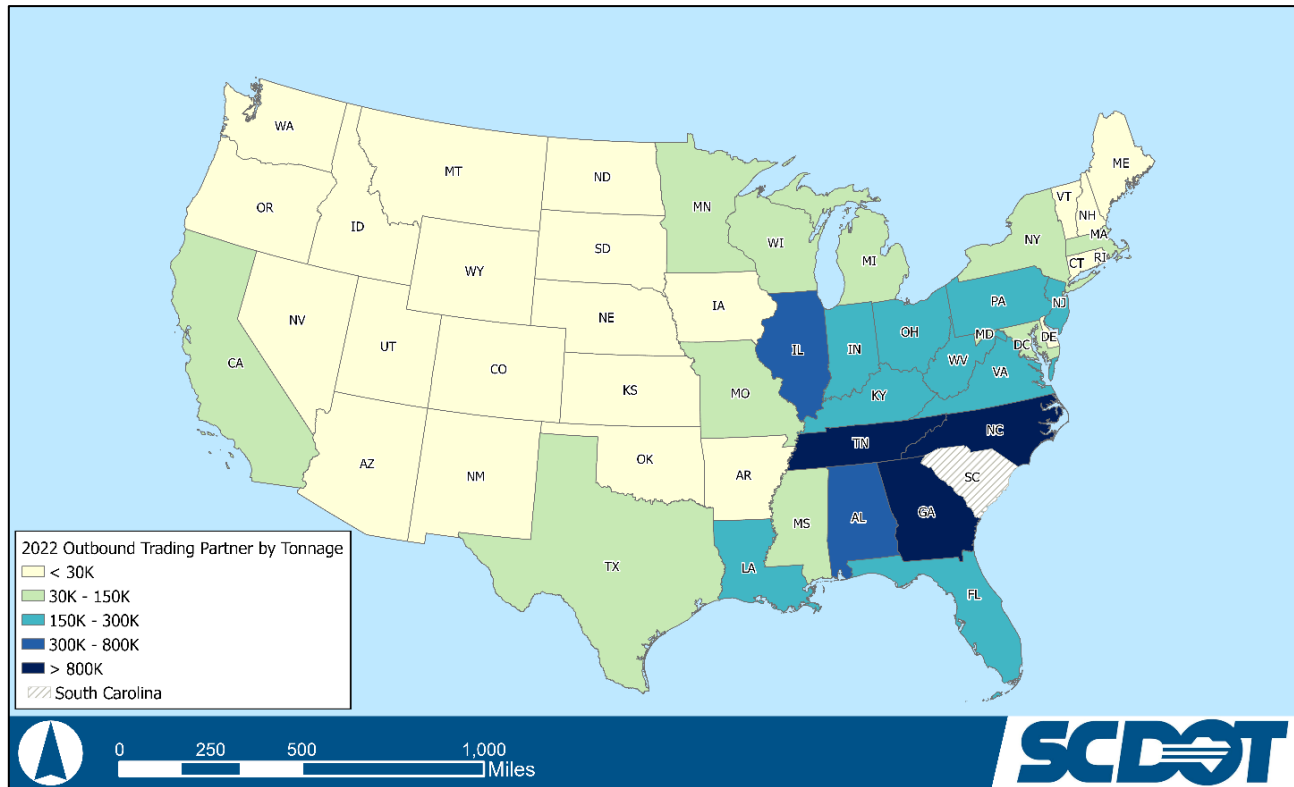 WA
MT
ND
ME
OR
ID
MN
VT
NH
SD
WI
NY
MA
WY
MI
CT
RI
IA
PA
NJ
NE
NV
OH
MD
DE
UT
IL
IN
DC
CA
CO
WV
VA
KS
MO
KY
TN
NC
OK
AZ
NM
AR
SC
MS
AL
GA
TX
LA
FL
2022 Outbound Trading Partner by Tonnage
< 30K
30K - 150K
150K - 300K
300K - 800K
> 800K
South Carolina
0 250 500 1,000
Miles
SCDOT